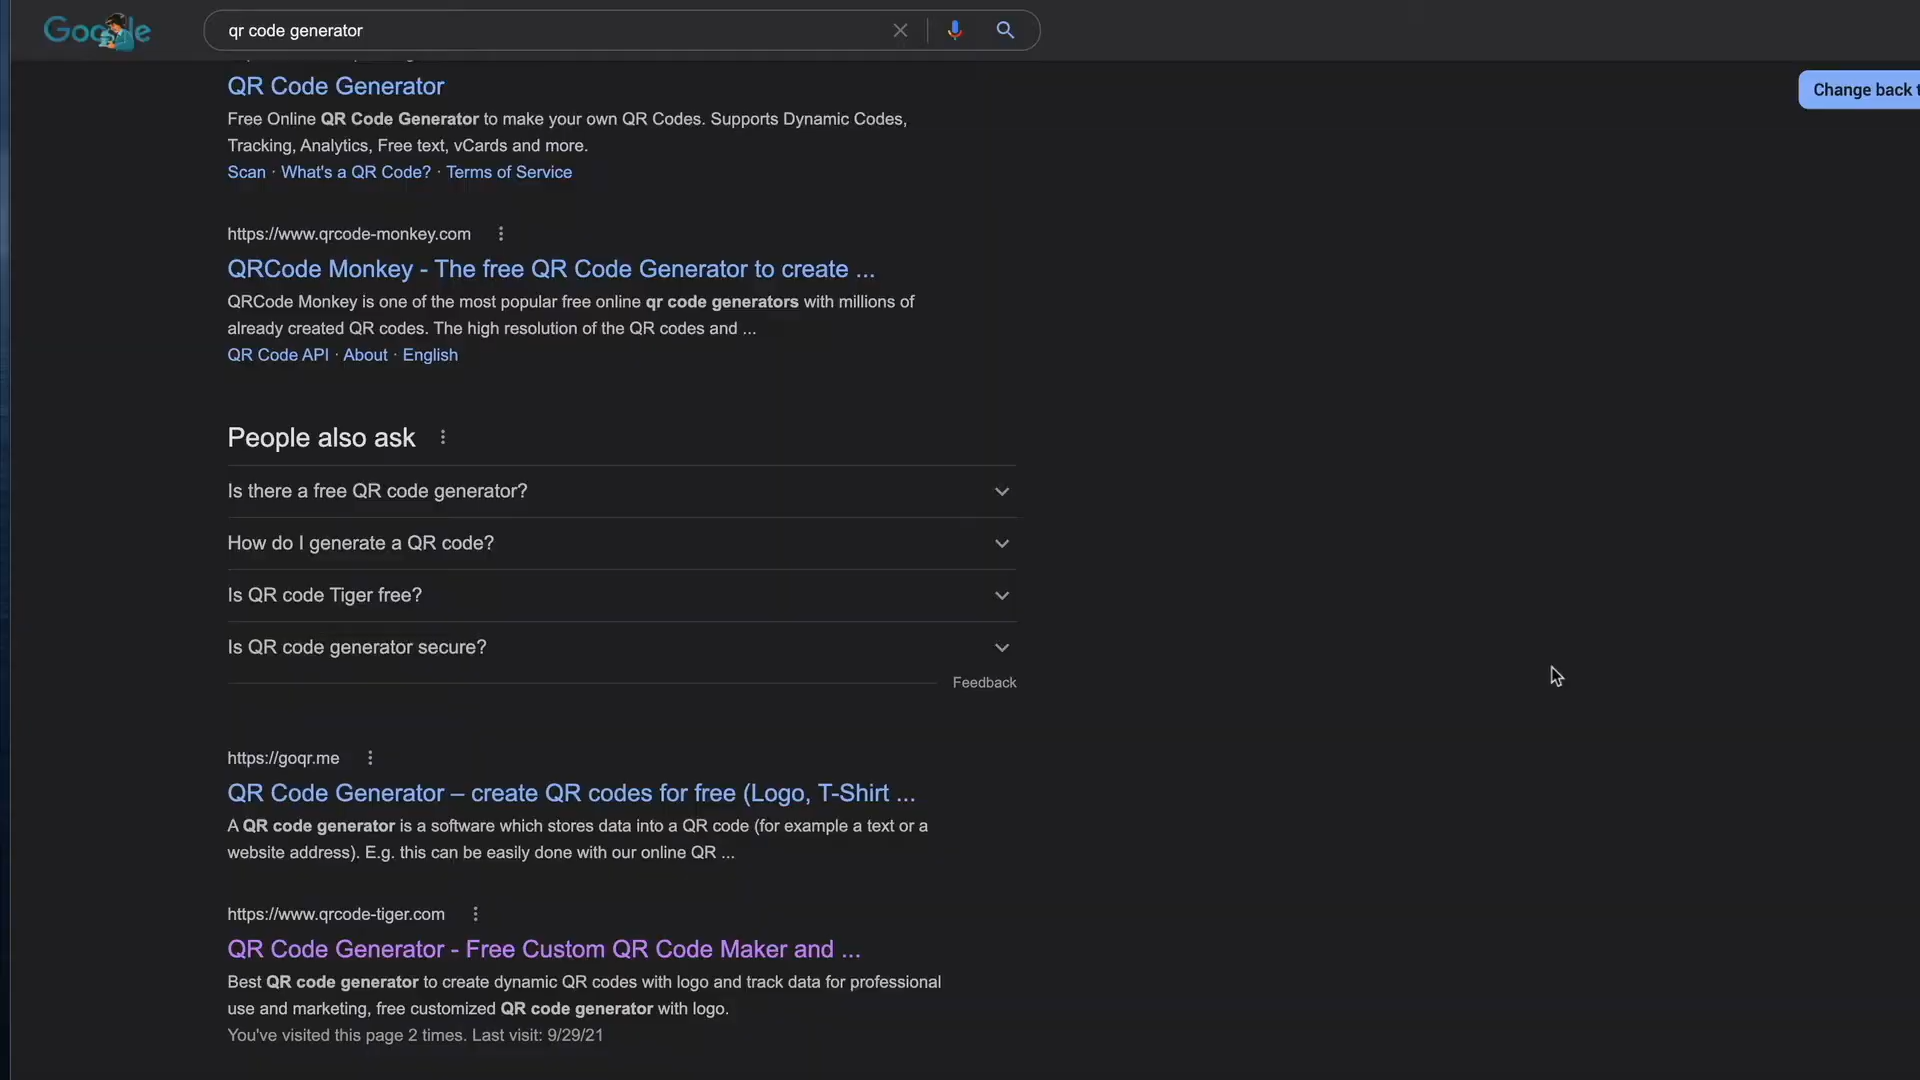 Google
qr code generator
QR Code Generator
Change back t
Free Online QR Code Generator to make your own QR Codes. Supports Dynamic Codes,
Tracking, Analytics, Free text, vCards and more.
Scan · What's a QR Code? · Terms of Service
https://www.qrcode-monkey.com
QRCode Monkey - The free QR Code Generator to create ...
QRCode Monkey is one of the most popular free online qr code generators with millions of
already created QR codes. The high resolution of the QR codes and ...
QR Code API · About · English
People also ask
Is there a free QR code generator?
How do I generate a QR code?
Is QR code Tiger free?
Is QR code generator secure?
Feedback
https://goqr.me
QR Code Generator – create QR codes for free (Logo, T-Shirt ...
A QR code generator is a software which stores data into a QR code (for example a text or a
website address). E.g. this can be easily done with our online QR ...
https://www.qrcode-tiger.com
QR Code Generator - Free Custom QR Code Maker and ...
Best QR code generator to create dynamic QR codes with logo and track data for professional
use and marketing, free customized QR code generator with logo.
You've visited this page 2 times. Last visit: 9/29/21